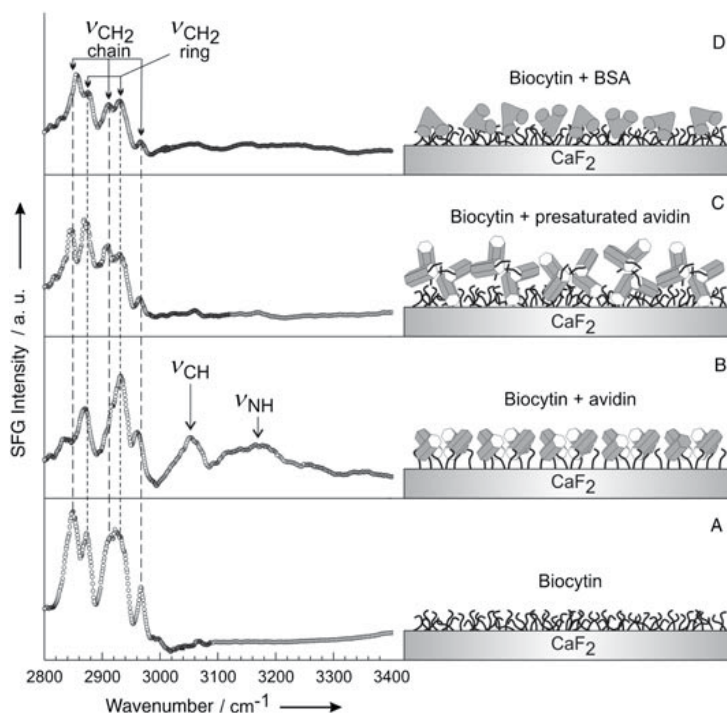 νCH2
chain
νCH2
ring
D
Biocytin + BSA
CaF2
C
Biocytin + presaturated avidin
CaF2
νCH
νNH
B
Biocytin + avidin
CaF2
A
Biocytin
CaF2
SFG Intensity / a. u.
2800 2900 3000 3100 3200 3300 3400
Wavenumber / cm-1